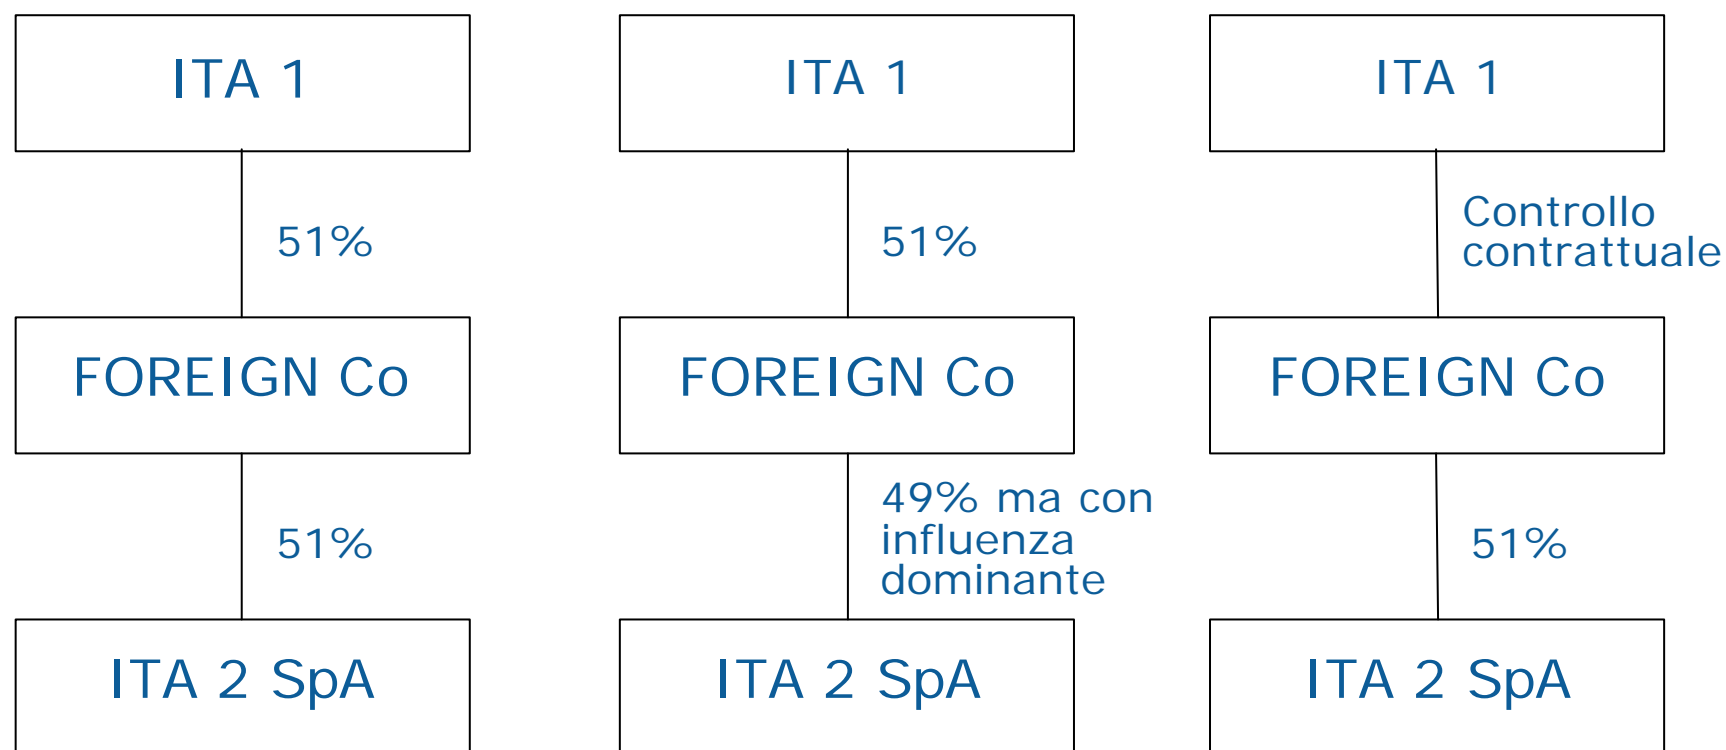 ITA 1
ITA 1
ITA 1
51%
51%
Controllo
contrattuale
FOREIGN Co
FOREIGN Co
FOREIGN Co
51%
49% ma con
influenza
dominante
51%
ITA 2 SpA
ITA 2 SpA
ITA 2 SpA